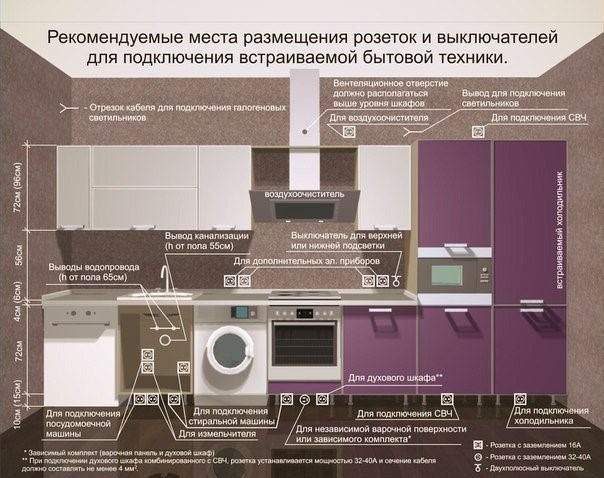 Рекомендуемые места размещения розеток и выключателей
для подключения встраиваемой бытовой техники.
- Отрезок кабеля для подключения галогеновых
светильников
Вентеляционное отверстие
должно располагаться
выше уровня шкафов
Для воздухоочистителя
Вывод для подключения
светильников
Для подключения СВЧ
72см (96см)
воздухоочиститель
встраиваемый холодильник
Вывод канализации
(h от пола 55см)
Выключатель для верхней
или нижней подсветки
56см
Выводы водопровода
(h от пола 65см)
Для дополнительных эл. приборов
4см (6см)
72см
10см (15см)
Для духового шкафа**
Для подключения
посудомоечной
машины
Для подключения
стиральной машины
Для измельчителя
Для подключения СВЧ
Для независимой варочной поверхности
или зависимого комплекта*
Для подключения
холодильника
* Зависимый комплект (варочная панель и духовой шкаф)
** При подключении духового шкафа комбинированного с СВЧ, розетка устанавливается мощностью 32-40А и сечение кабеля
должно составлять не менее 4 мм².
- Розетка с заземлением 16А
- Розетка с заземлением 32-40А
- Двухполюсный выключатель